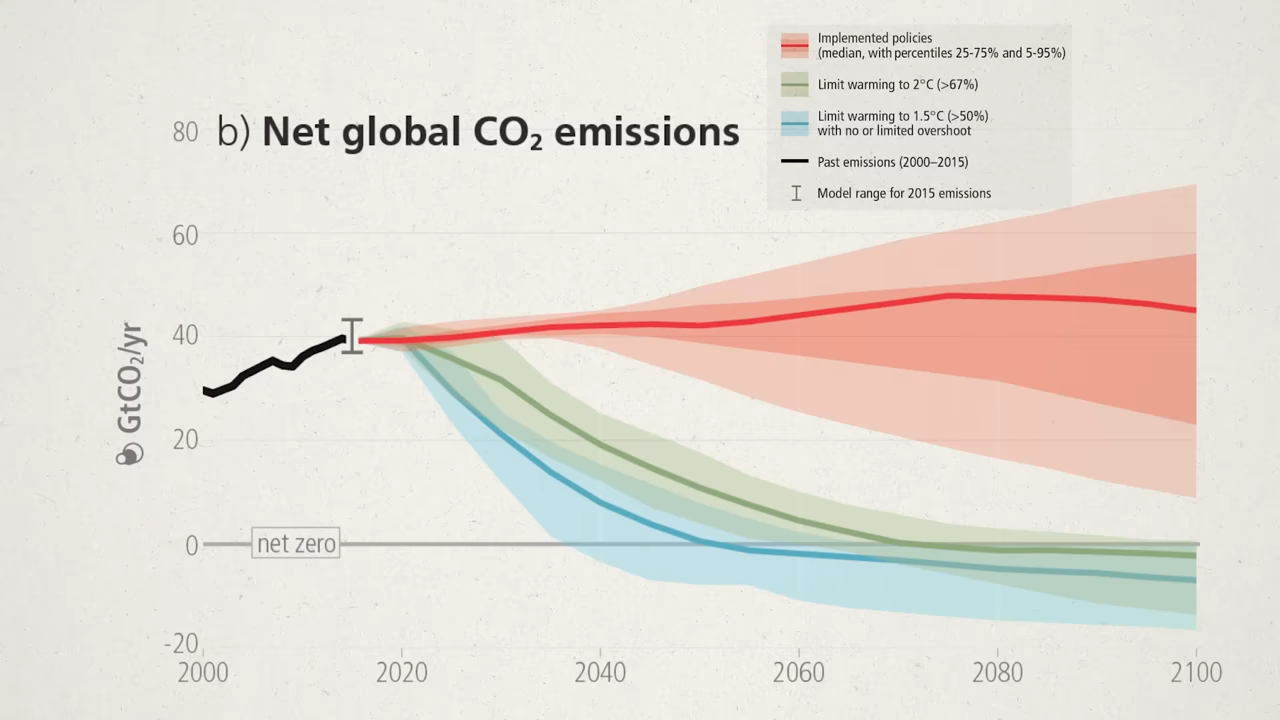 Implemented policies
(median, with percentiles 25-75% and 5-95%)
Limit warming to 2°C (>67%)
Limit warming to 1.5°C (>50%)
with no or limited overshoot
Past emissions (2000–2015)
Model range for 2015 emissions
b) Net global CO₂ emissions
80
60
40
20
0
-20
GtCO₂/yr
net zero
2000
2020
2040
2060
2080
2100